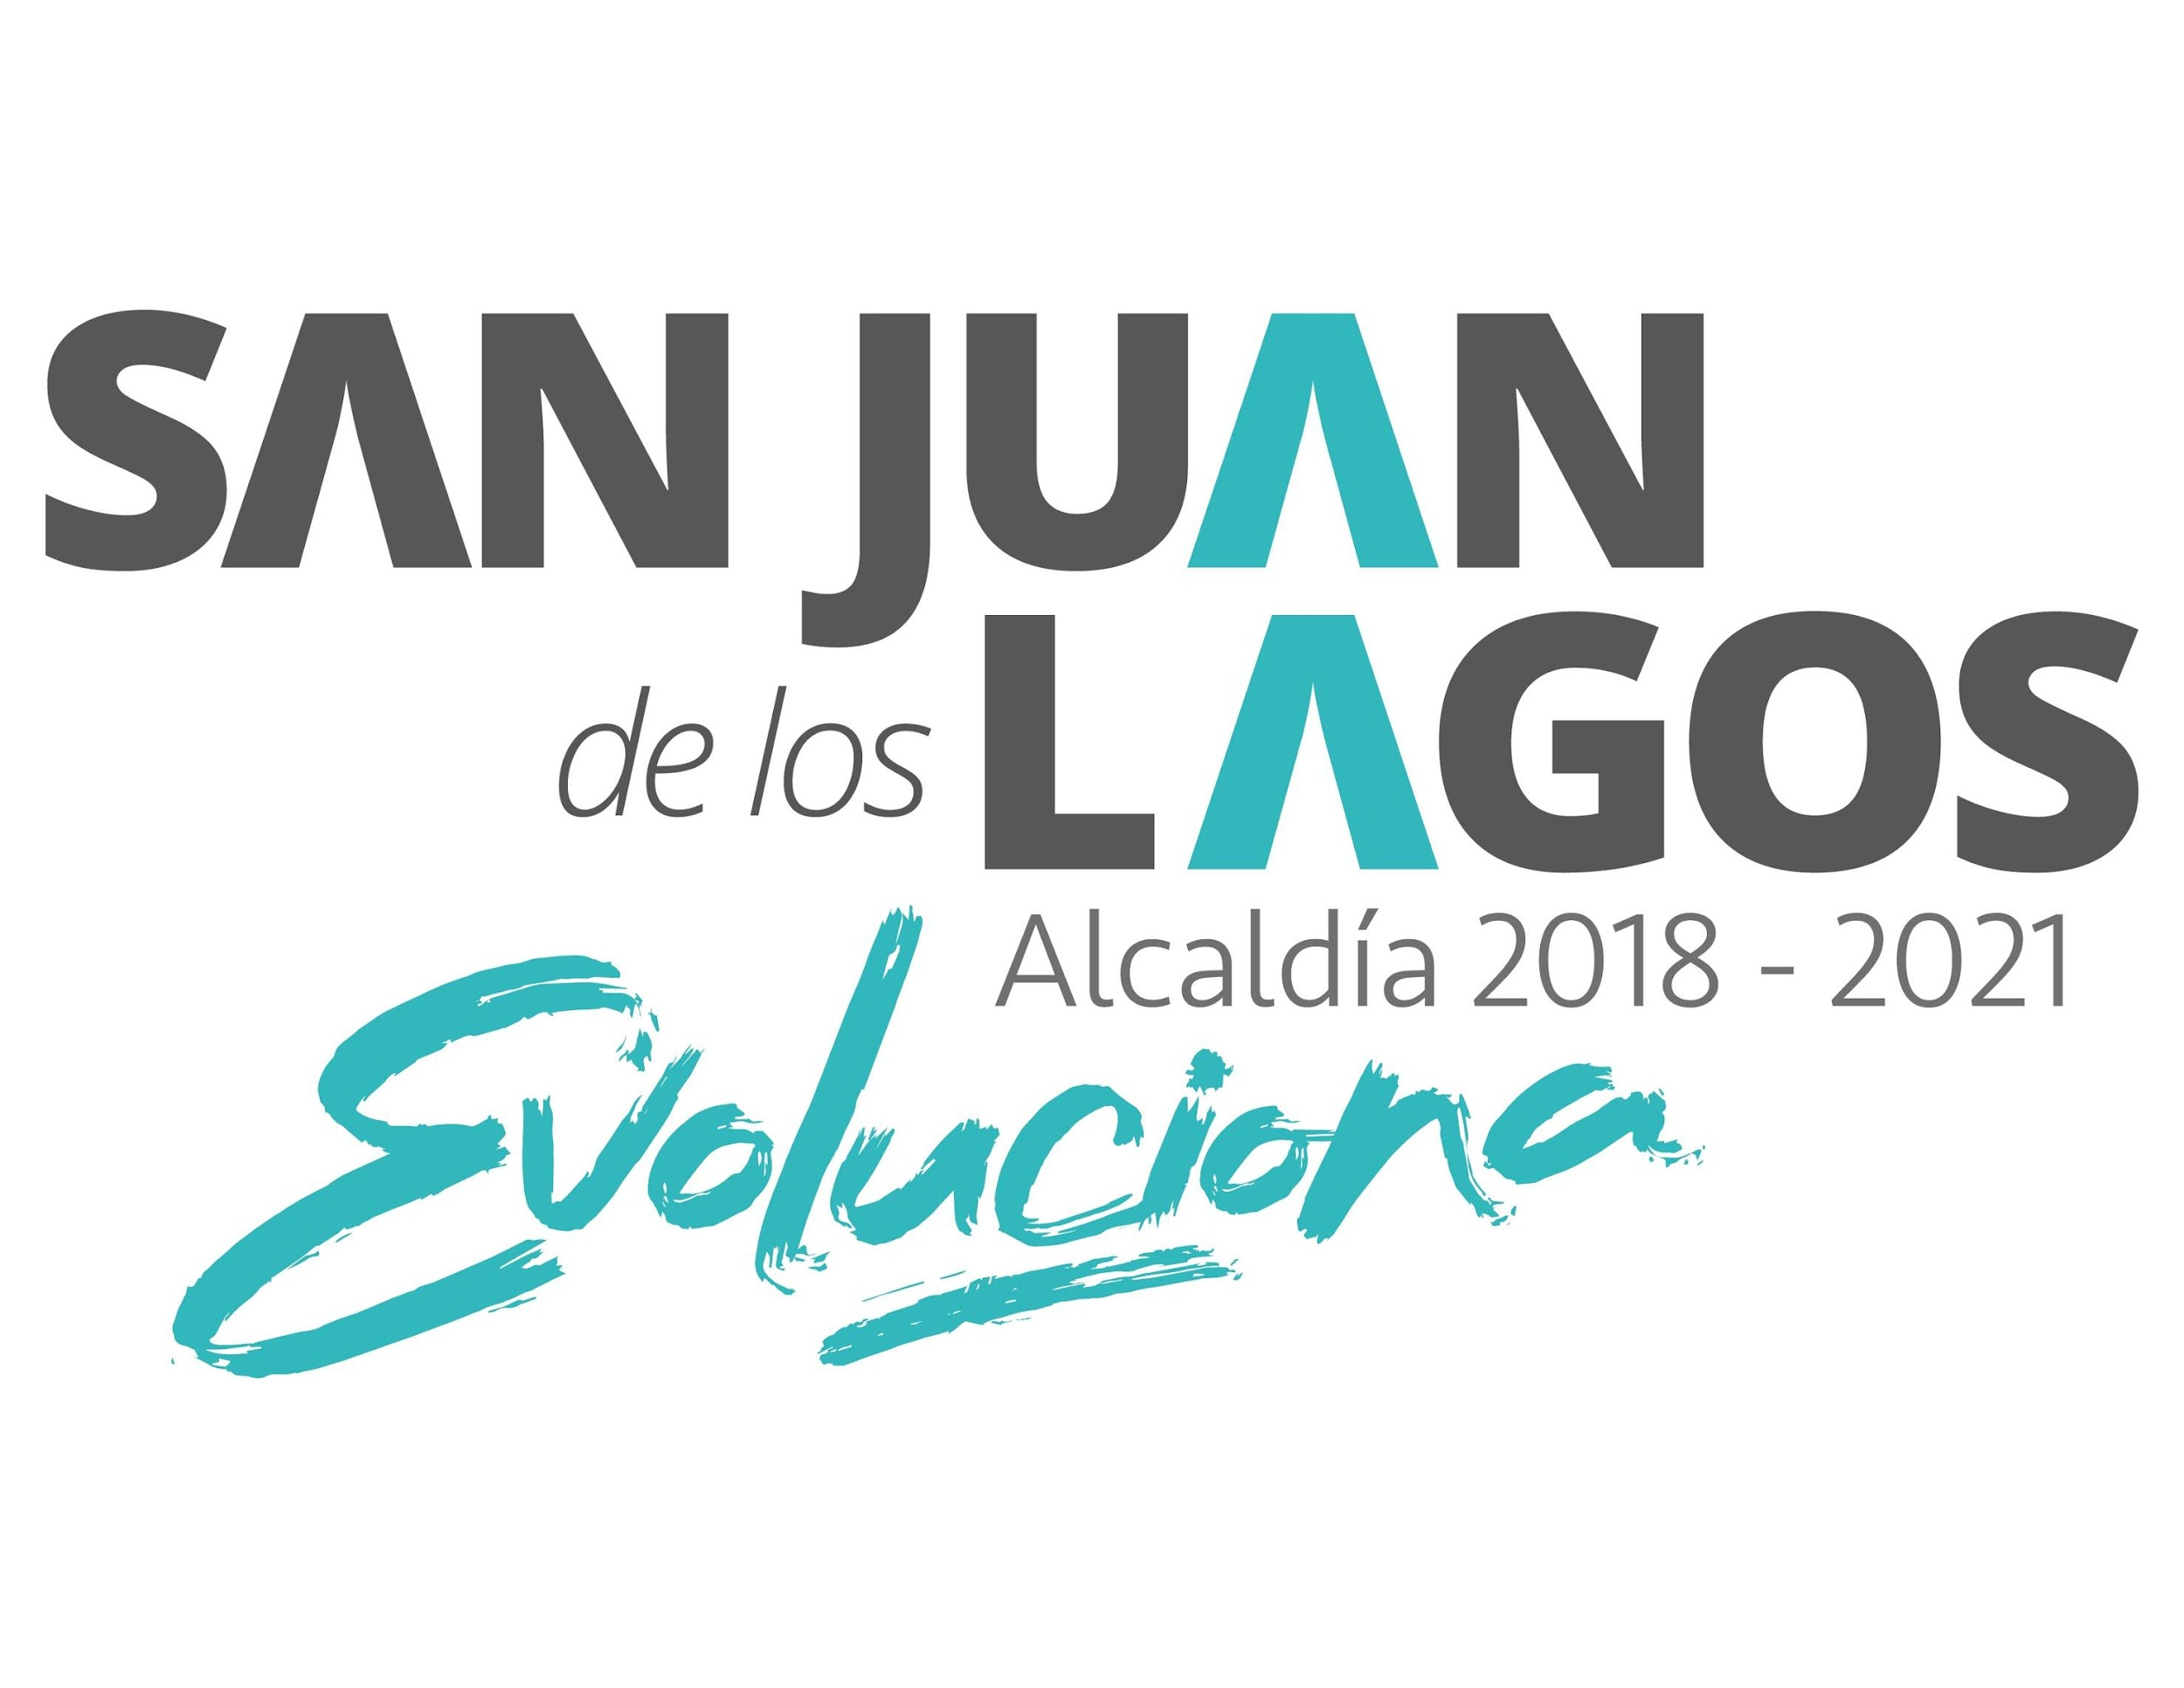 SAN JUAN
de los LAGOS
Alcaldía 2018 – 2021
Evoluciona